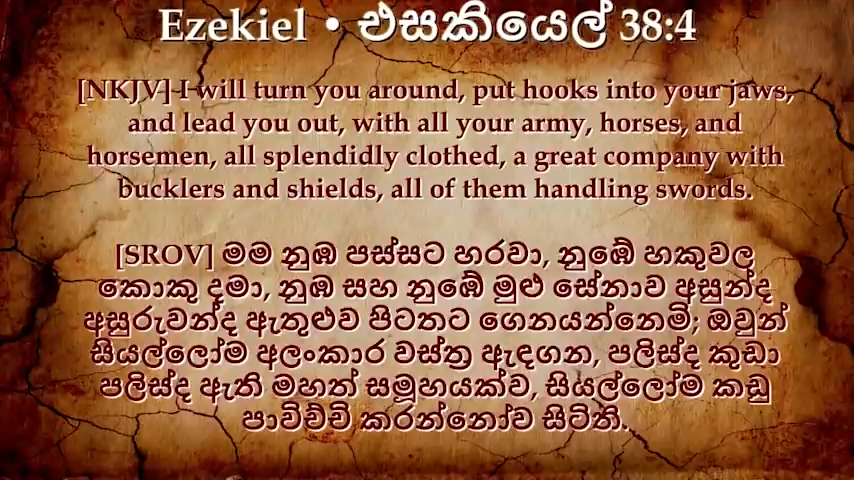 Ezekiel • එසකියෙල් 38:4
[NKJV] I will turn you around, put hooks into your jaws,
and lead you out, with all your army, horses, and
horsemen, all splendidly clothed, a great company with
bucklers and shields, all of them handling swords.
[SROV] මම නුඹ පස්සට හරවා, නුඹේ හකුවල
කොකු දමා, නුඹ සහ නුඹේ මුළු සේනාව අසුන්ද
අසුරුවන්ද ඇතුළුව පිටතට ගෙනයන්නෙමි; ඔවුන්
සියල්ලෝම අලංකාර වස්ත්‍ර ඇඳගන, පලිස්ද කුඩා
පලිස්ද ඇති මහත් සමූහයක්ව, සියල්ලෝම කඩු
පාවිච්චි කරන්නෝව සිටිති.